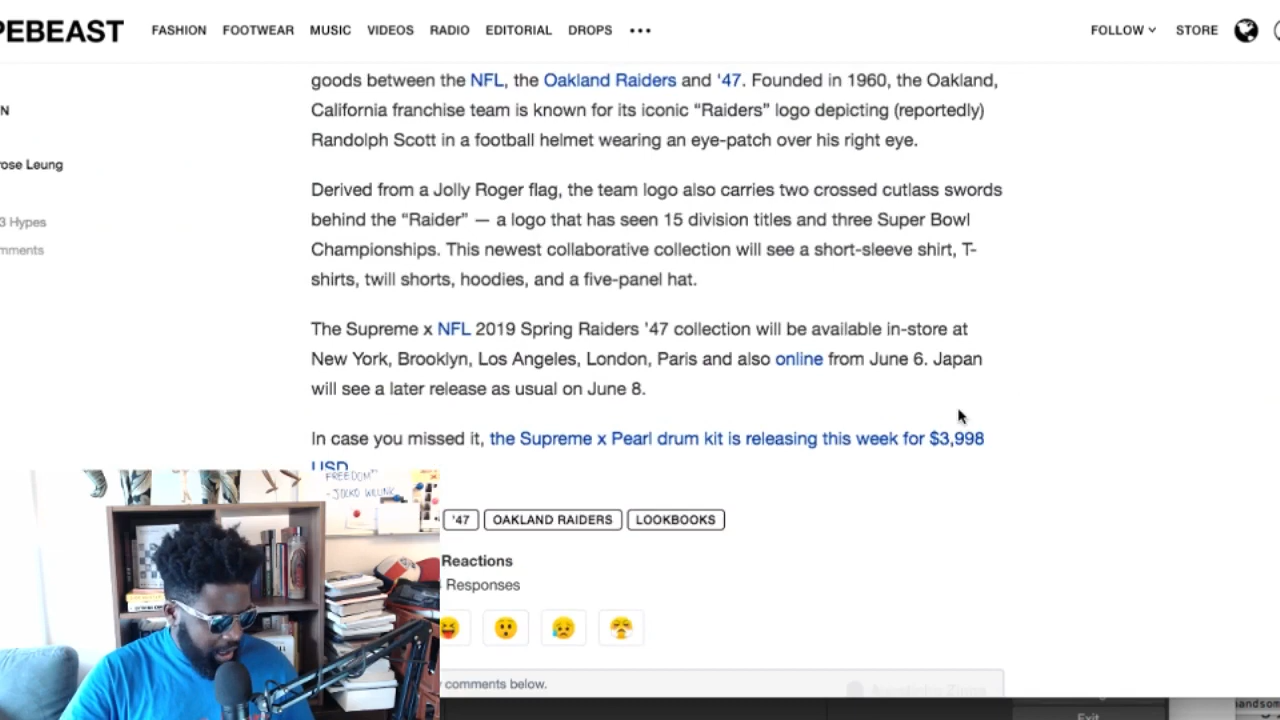 PEBEAST FASHION FOOTWEAR MUSIC VIDEOS RADIO EDITORIAL DROPS ••• FOLLOW STORE
goods between the NFL, the Oakland Raiders and '47. Founded in 1960, the Oakland,
N
California franchise team is known for its iconic “Raiders” logo depicting (reportedly)
Randolph Scott in a football helmet wearing an eye-patch over his right eye.
rose Leung
Derived from a Jolly Roger flag, the team logo also carries two crossed cutlass swords
behind the “Raider” — a logo that has seen 15 division titles and three Super Bowl
3 Hypes
mments
Championships. This newest collaborative collection will see a short-sleeve shirt, T-
shirts, twill shorts, hoodies, and a five-panel hat.
The Supreme x NFL 2019 Spring Raiders '47 collection will be available in-store at
New York, Brooklyn, Los Angeles, London, Paris and also online from June 6. Japan
will see a later release as usual on June 8.
In case you missed it, the Supreme x Pearl drum kit is releasing this week for $3,998
USD
FREEDOM"
- JOCKO WILLINK
'47 OAKLAND RAIDERS LOOKBOOKS
Reactions
Responses
comments below.
Exit